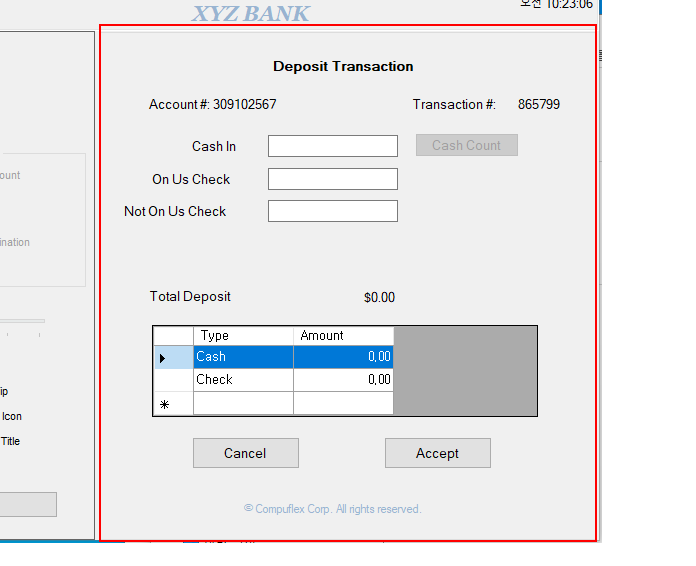 XYZ BANK
오전 10:23:06
Deposit Transaction
Account #: 309102567 Transaction #: 865799
Cash In Cash Count
ount
On Us Check
Not On Us Check
ination
Total Deposit $0.00
Type Amount
Cash 0,00
Check 0,00
ip
Icon
Title
Cancel Accept
© Compuflex Corp. All rights reserved.